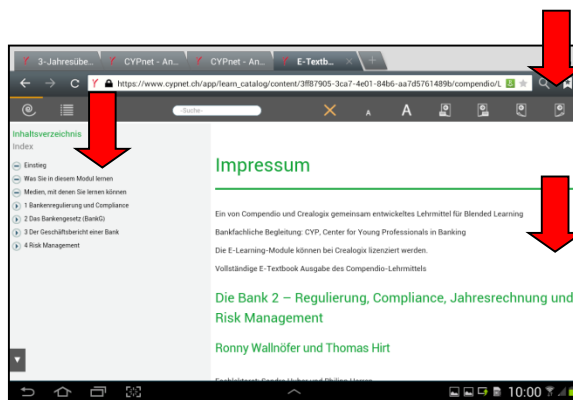 3-Jahresübe... CYPnet - An... CYPnet - An... E-Textb...
https://www.cypnet.ch/app/learn_catalog/content/3ff87905-3ca7-4e01-84b6-aa7d5761489b/compendio/L
-Suche- A A
Inhaltsverzeichnis
Index
Einstieg
Was Sie in diesem Modul lernen
Medien, mit denen Sie lernen können
1 Bankenregulierung und Compliance
2 Das Bankengesetz (BankG)
3 Der Geschäftsbericht einer Bank
4 Risk Management
Impressum
Ein von Compendio und Crealogix gemeinsam entwickeltes Lehrmittel für Blended Learning
Bankfachliche Begleitung: CYP, Center for Young Professionals in Banking
Die E-Learning-Module können bei Crealogix lizenziert werden.
Vollständige E-Textbook Ausgabe des Compendio-Lehrmittels
Die Bank 2 – Regulierung, Compliance, Jahresrechnung und
Risk Management
Ronny Wallnöfer und Thomas Hirt
10:00